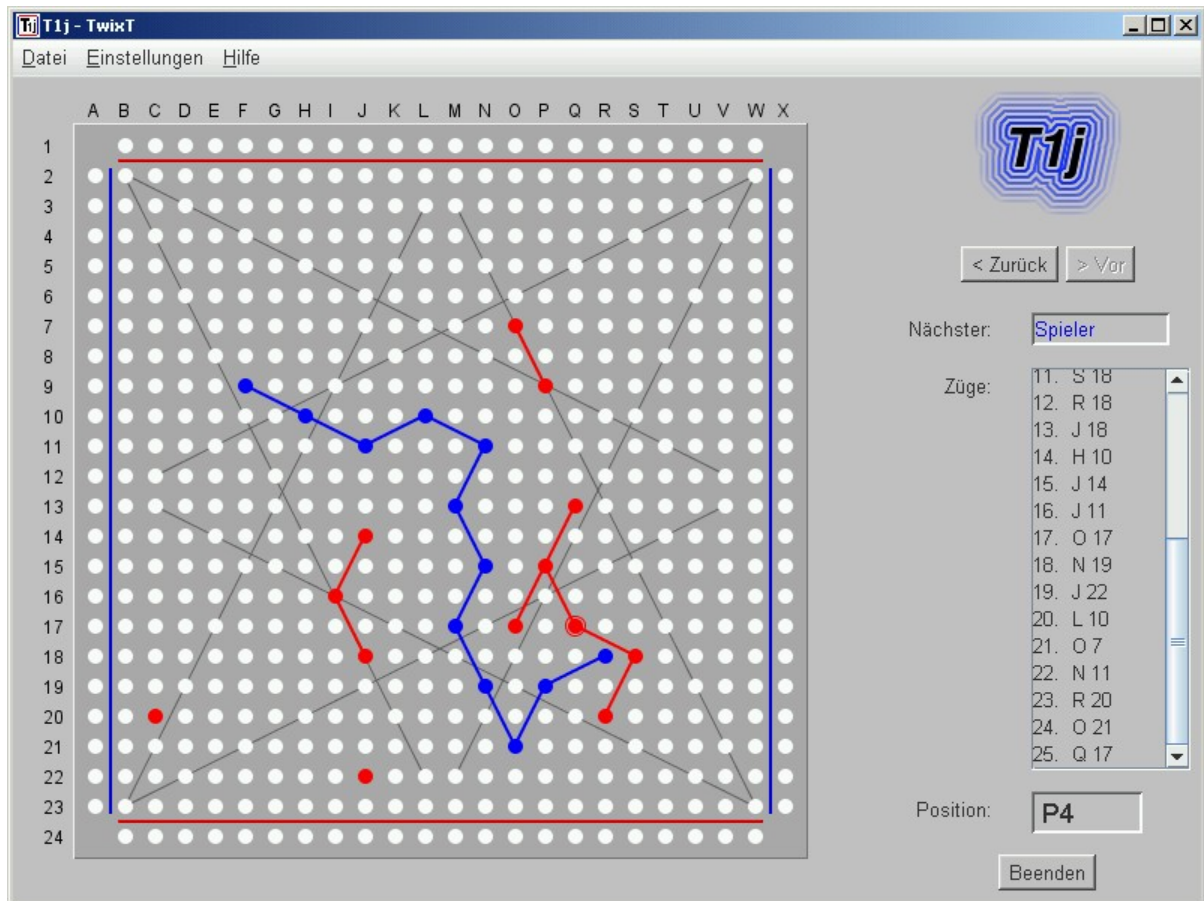 T1j - TwixT
Datei Einstellungen Hilfe
A B C D E F G H I J K L M N O P Q R S T U V W X
1
2
3
4
5
6
7
8
9
10
11
12
13
14
15
16
17
18
19
20
21
22
23
24
T1j
< Zurück > Vor
Nächster: Spieler
Züge:
11. S 18
12. R 18
13. J 18
14. H 10
15. J 14
16. J 11
17. O 17
18. N 19
19. J 22
20. L 10
21. O 7
22. N 11
23. R 20
24. O 21
25. Q 17
Position: P4
Beenden